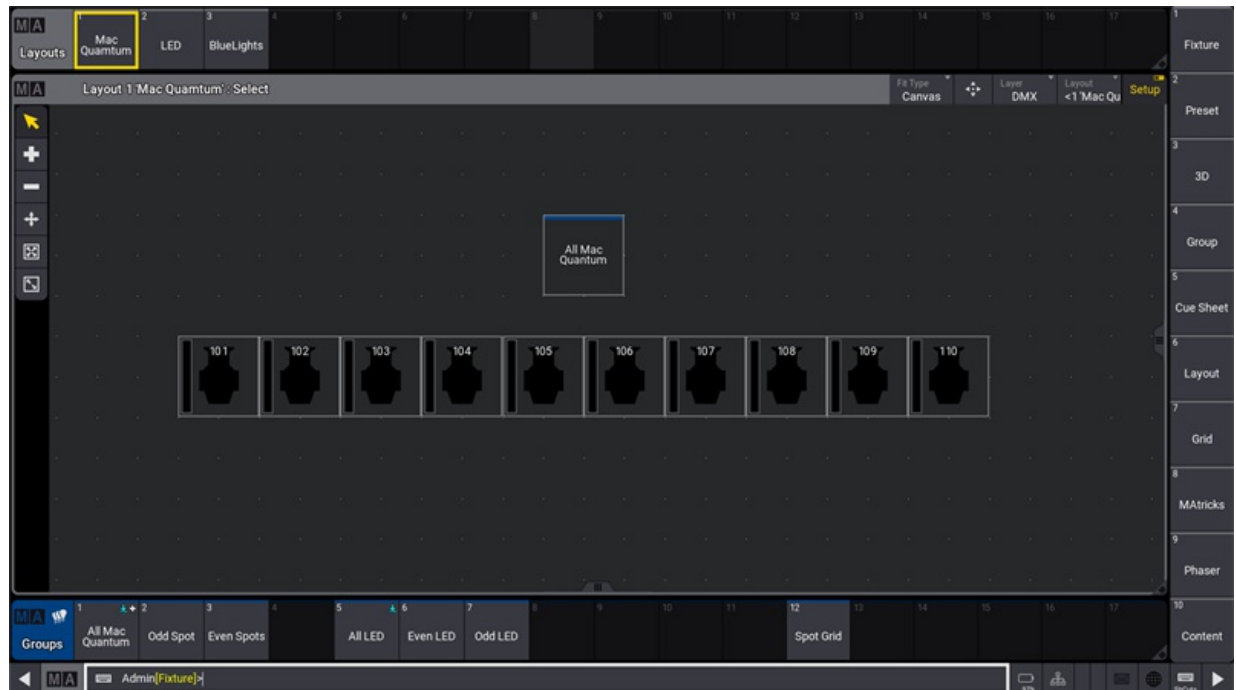 MA
Layouts
1
Mac
Quamtum
2
LED
3
BlueLights
4
5
6
7
8
9
10
11
12
13
14
15
16
17
MA
Layout 1 'Mac Quamtum' : Select
Fit Type
Canvas
Layer
DMX
Layout
<1 'Mac Qu
Setup
All Mac
Quantum
101
102
103
104
105
106
107
108
109
110
1
Fixture
2
Preset
3
3D
4
Group
5
Cue Sheet
6
Layout
7
Grid
8
MAtricks
9
Phaser
10
Content
MA
Groups
1
All Mac
Quantum
2
Odd Spot
3
Even Spots
4
5
All LED
6
Even LED
7
Odd LED
8
9
10
11
12
Spot Grid
13
14
15
16
17
MA
Admin[Fixture]>